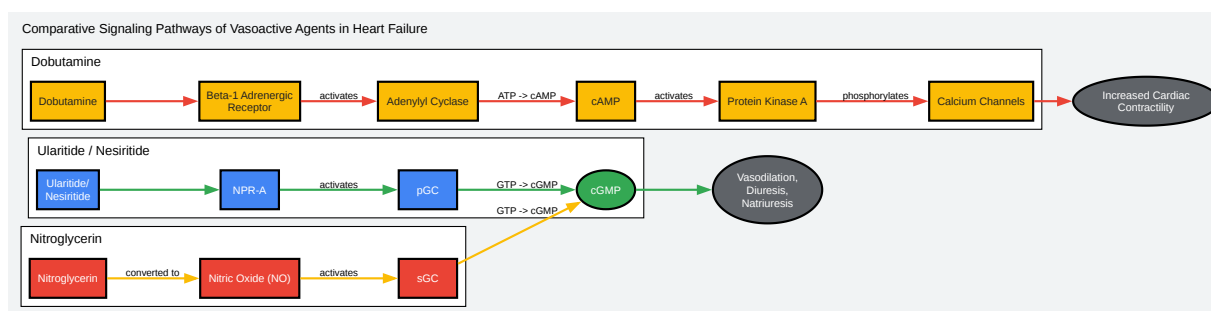 Comparative Signaling Pathways of Vasoactive Agents in Heart Failure
Dobutamine
Dobutamine
Beta-1 Adrenergic
Receptor
activates
Adenylyl Cyclase
ATP -> cAMP
cAMP
activates
Protein Kinase A
phosphorylates
Calcium Channels
Increased Cardiac
Contractility
Ularitide / Nesiritide
Ularitide/
Nesiritide
NPR-A
activates
pGC
GTP -> cGMP
GTP -> cGMP
cGMP
Vasodilation,
Diuresis,
Natriuresis
Nitroglycerin
Nitroglycerin
converted to
Nitric Oxide (NO)
activates
sGC